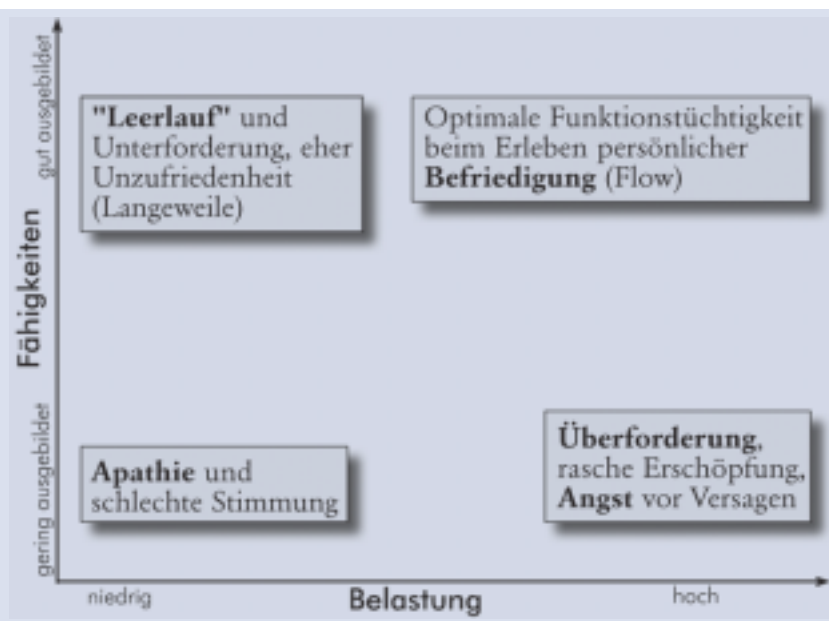 gut ausgebildet
"Leerlauf" und
Unterforderung, eher
Unzufriedenheit
(Langeweile)
Optimale Funktionstüchtigkeit
beim Erleben persönlicher
Befriedigung (Flow)
Fähigkeiten
gering ausgebildet
Apathie und
schlechte Stimmung
Überforderung,
rasche Erschöpfung,
Angst vor Versagen
niedrig
Belastung
hoch